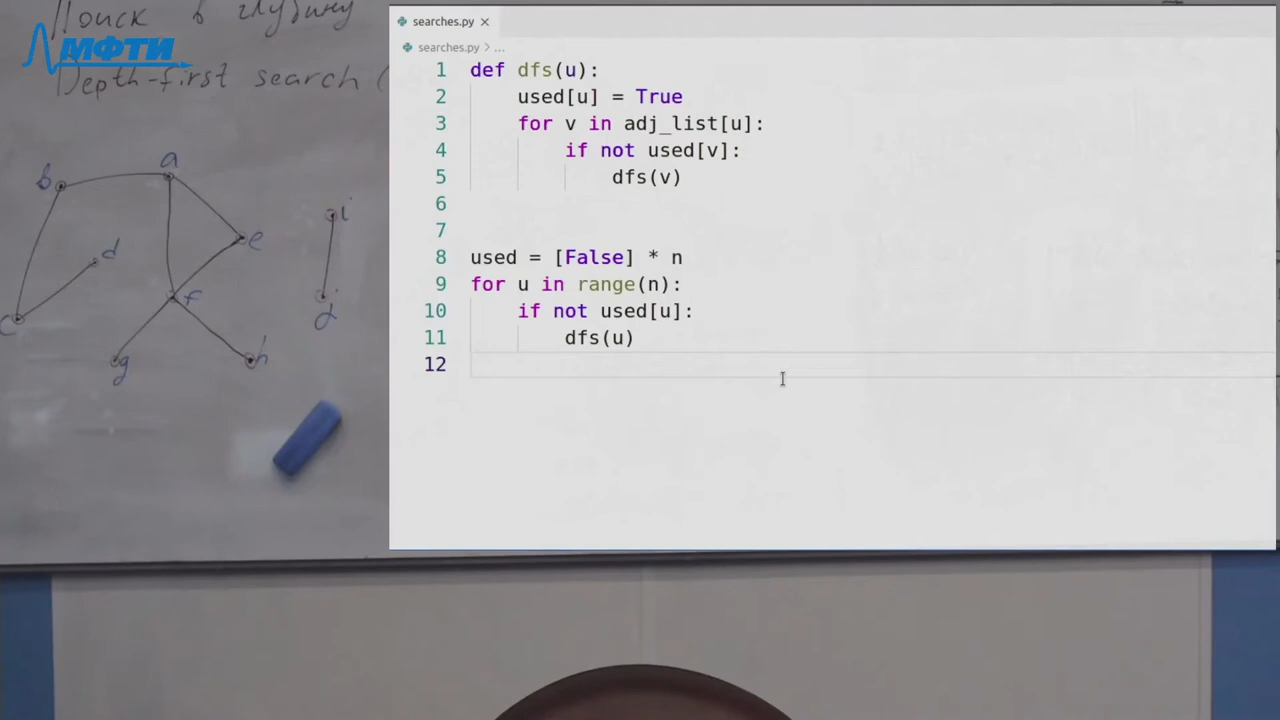 Поиск в глубину
МФТИ
Depth-first search (
a
b
i
d
e
f
j
c
g
h
searches.py
searches.py > ...
1 def dfs(u):
2 used[u] = True
3 for v in adj_list[u]:
4 if not used[v]:
5 dfs(v)
6
7
8 used = [False] * n
9 for u in range(n):
10 if not used[u]:
11 dfs(u)
12